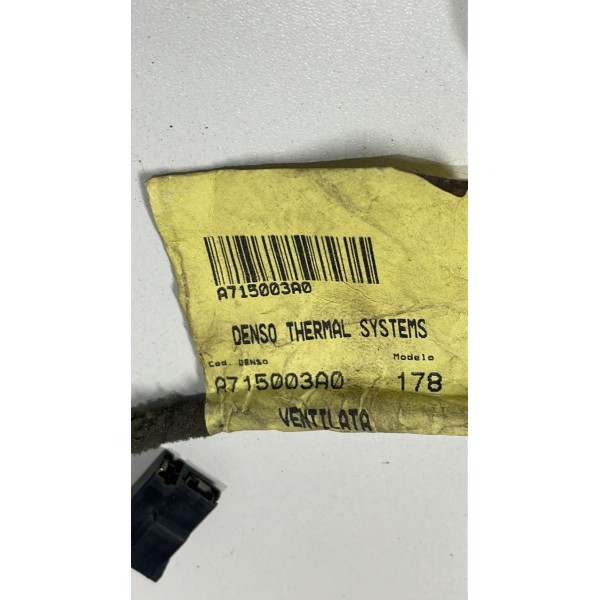 A715003A0
DENSO THERMAL SYSTEMS
Cod. DENSO Modelo
A715003A0 178
VENTILATA